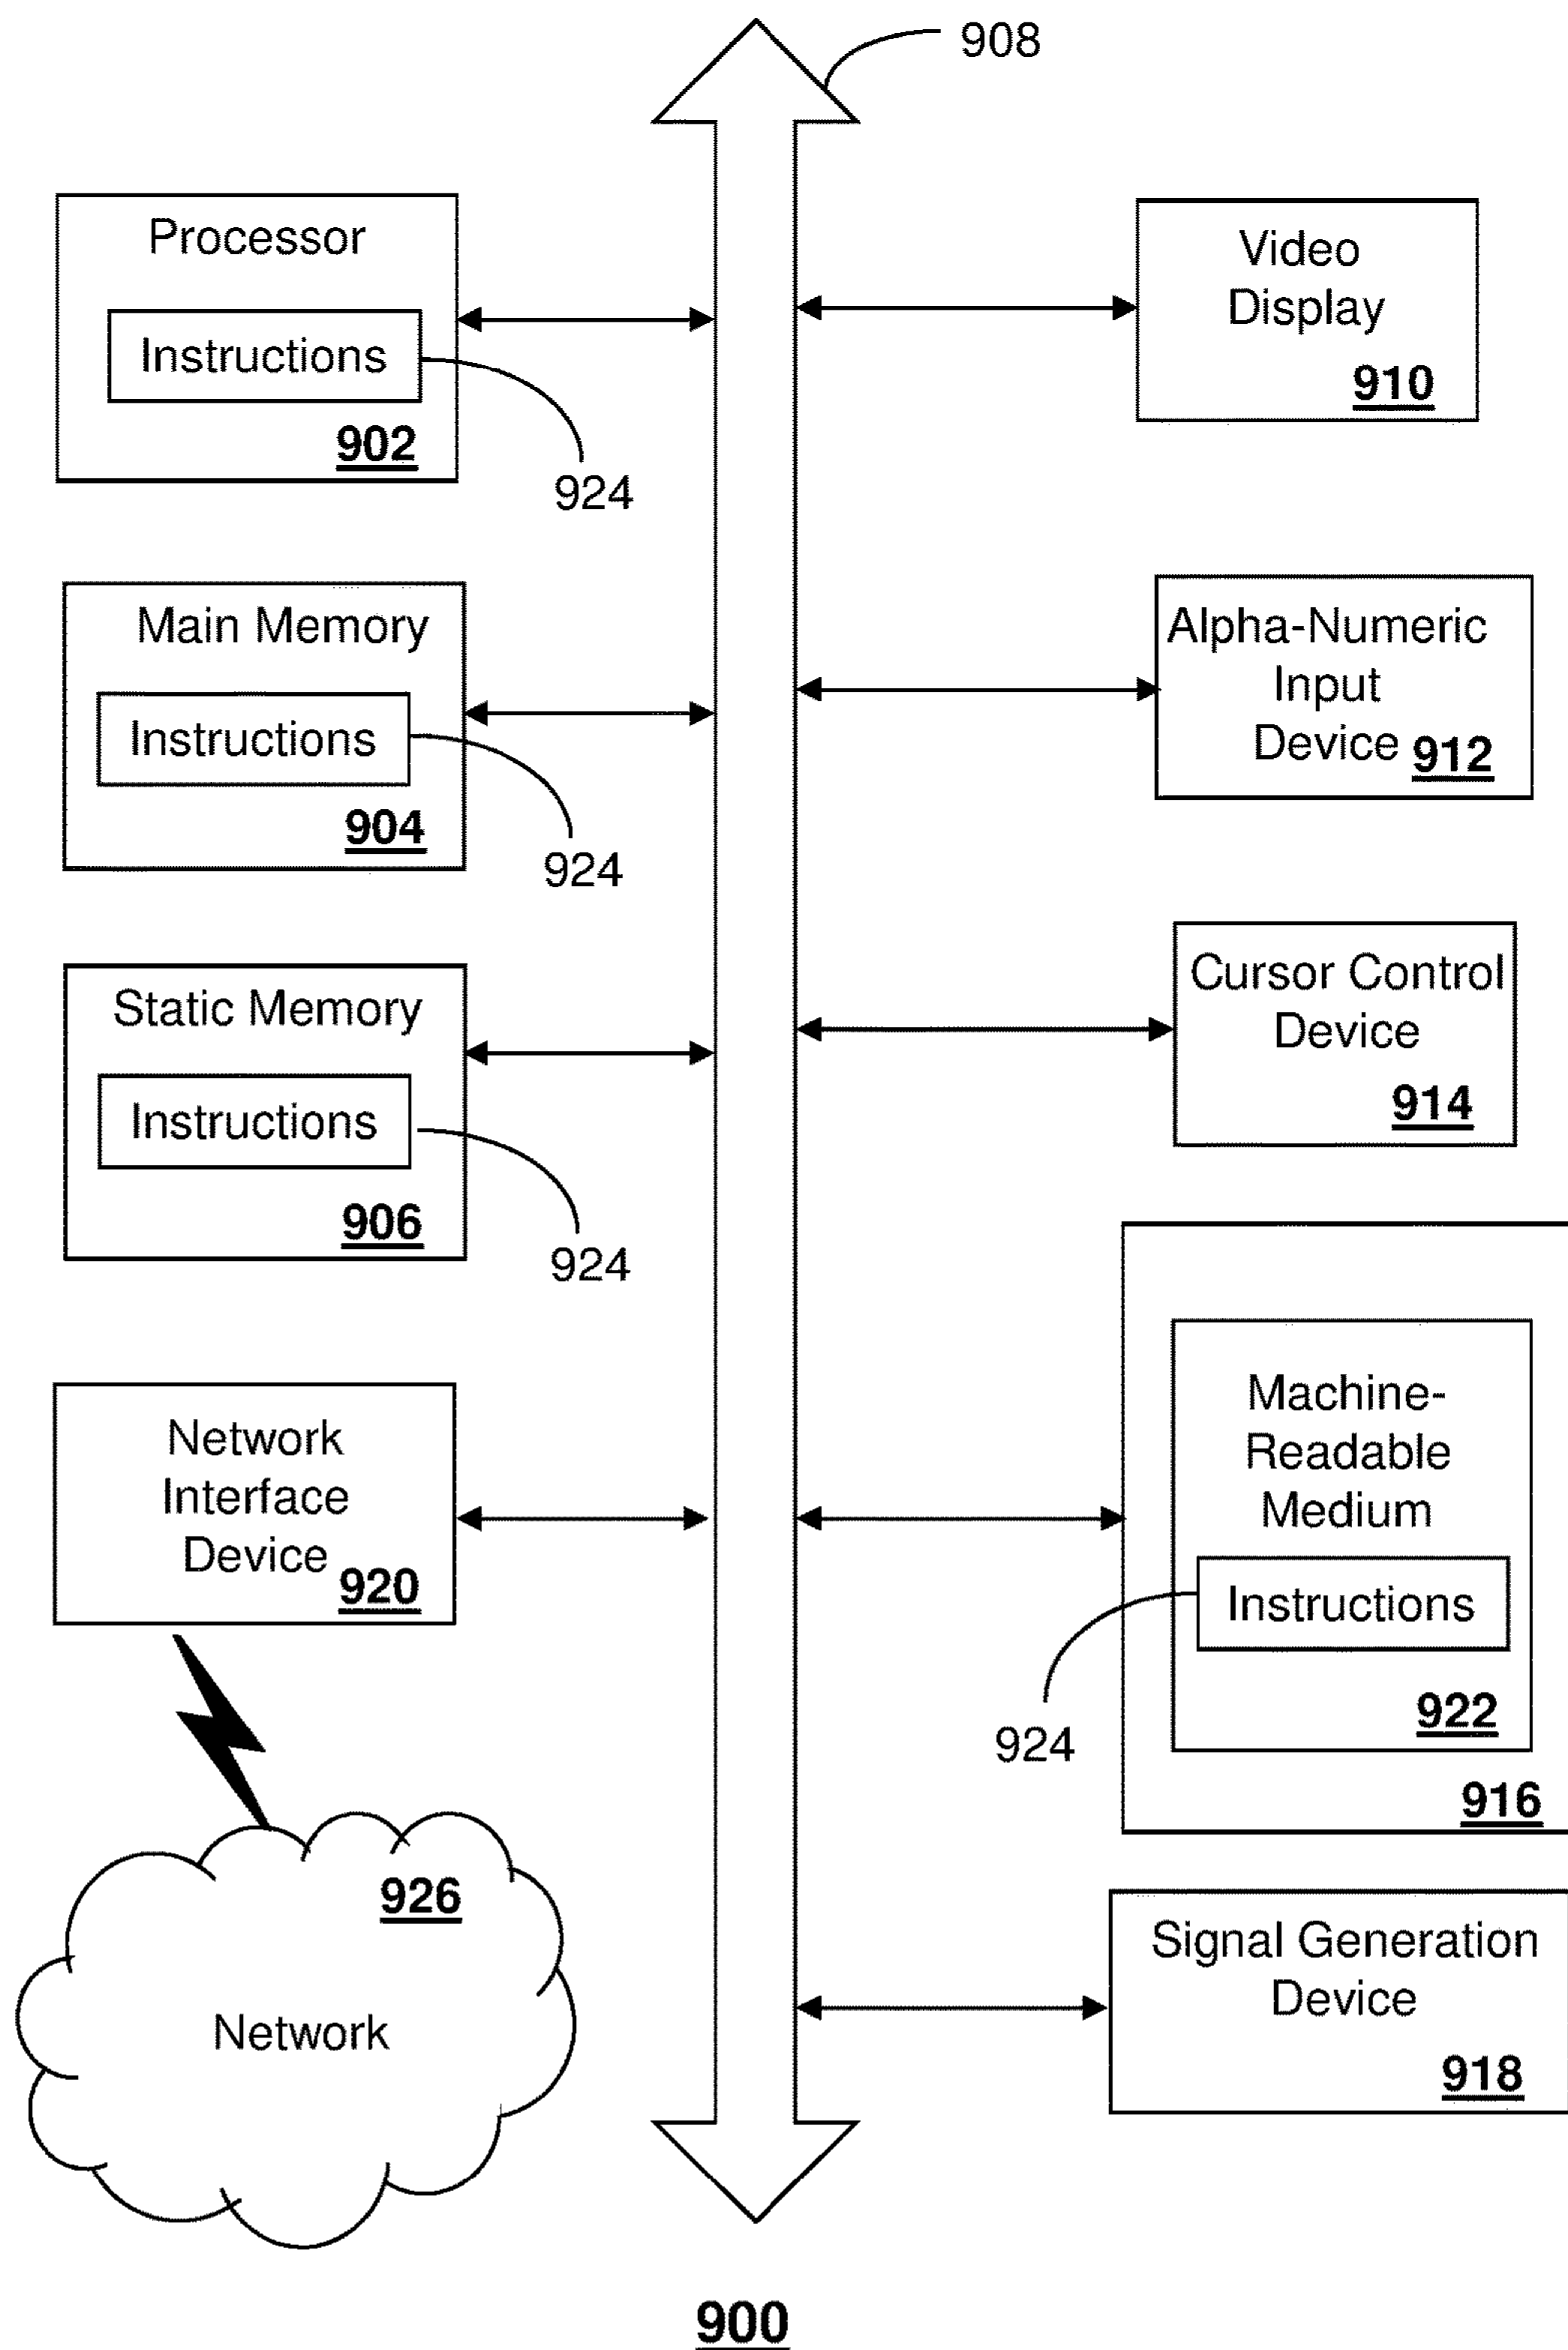 908
Processor
Instructions
902
924
Main Memory
Instructions
904
924
Static Memory
Instructions
906
924
Network
Interface
Device
920
926
Network
Video
Display
910
Alpha-Numeric
Input
Device 912
Cursor Control
Device
914
Machine-
Readable
Medium
Instructions
922
924
916
Signal Generation
Device
918
900